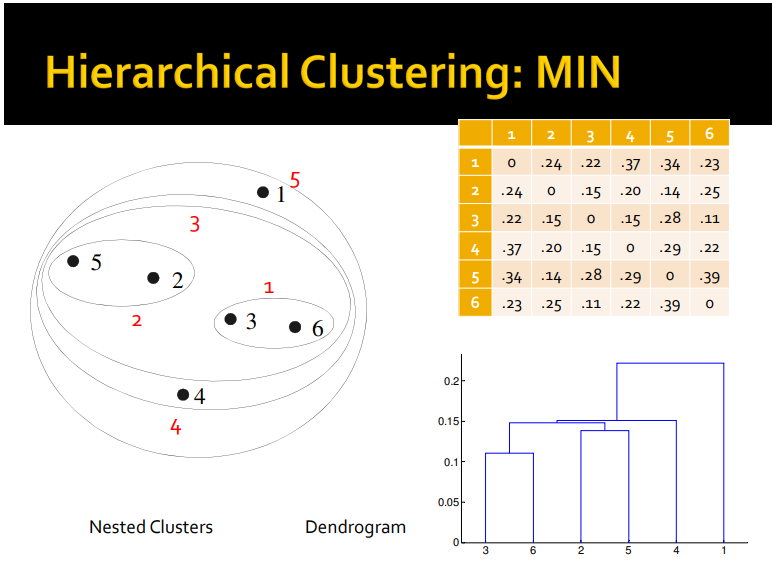 Hierarchical Clustering: MIN
1 2 3 4 5 6
1 0 .24 .22 .37 .34 .23
2 .24 0 .15 .20 .14 .25
3 .22 .15 0 .15 .28 .11
4 .37 .20 .15 0 .29 .22
5 .34 .14 .28 .29 0 .39
6 .23 .25 .11 .22 .39 0
5
1
3
5
2
1
2
3
6
4
4
0.2
0.15
0.1
0.05
0
3 6 2 5 4 1
Nested Clusters
Dendrogram